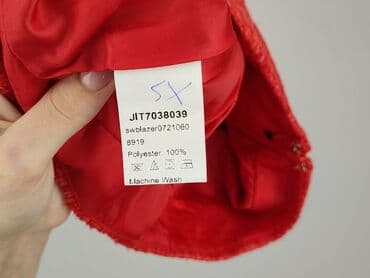 5X
JIT7038039
swblazer0721060
8919
Polyester: 100%
Machine Wash